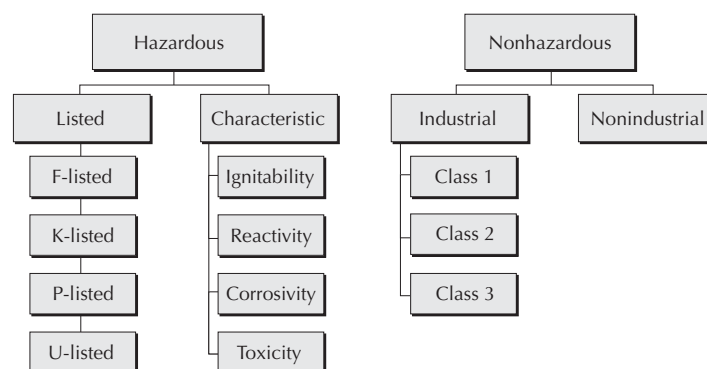 Hazardous
Nonhazardous
Listed
Characteristic
Industrial
Nonindustrial
F-listed
Ignitability
Class 1
K-listed
Reactivity
Class 2
P-listed
Corrosivity
Class 3
U-listed
Toxicity